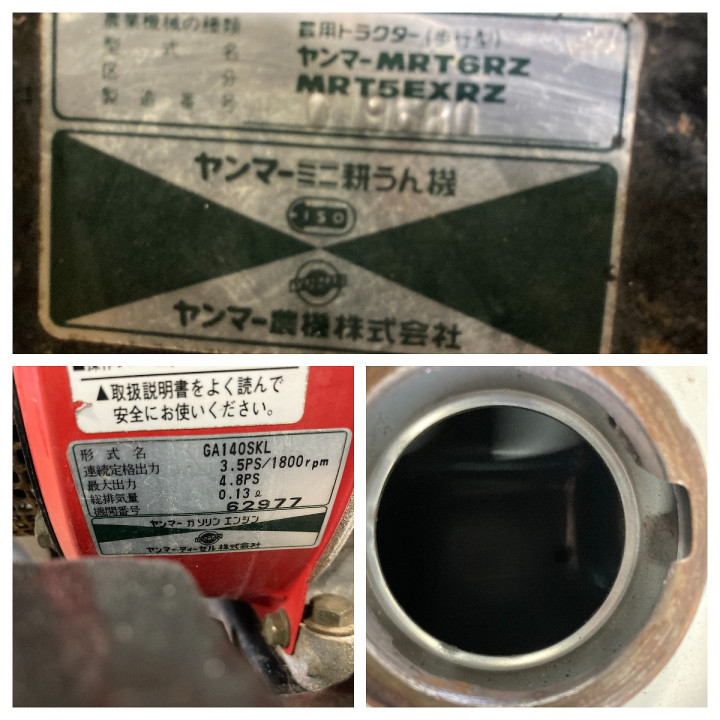 農業機械の種類 農用トラクター(歩行型)
型式名 ヤンマーMRT6RZ
区分 MRT5EXRZ
製造番号
ヤンマーミニ耕うん機
ISO
ヤンマー農機株式会社
▲取扱説明書をよく読んで
安全にお使いください。
形式名 GA140SKL
連続定格出力 3.5PS/1800rpm
最大出力 4.8PS
総排気量 0.13ℓ
機関番号 62977
ヤンマーガソリンエンジン
ヤンマーディーゼル株式会社